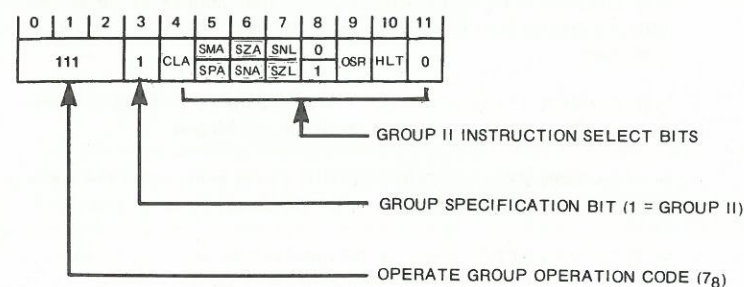 0 1 2 3 4 5 6 7 8 9 10 11
111 1 CLA SMA SZA SNL 0 OSR HLT 0
SPA SNA SZL 1
GROUP II INSTRUCTION SELECT BITS
GROUP SPECIFICATION BIT (1 = GROUP II)
OPERATE GROUP OPERATION CODE (7₈)